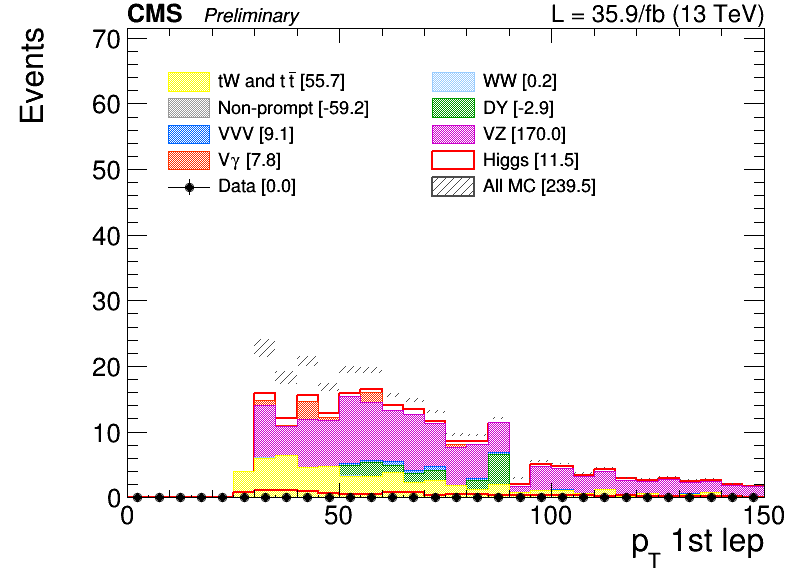 CMS Preliminary L = 35.9/fb (13 TeV)
Events
70
60
50
40
30
20
10
0
tW and t t̅ [55.7]
Non-prompt [-59.2]
VVV [9.1]
Vγ [7.8]
Data [0.0]
WW [0.2]
DY [-2.9]
VZ [170.0]
Higgs [11.5]
All MC [239.5]
0 50 100 150
p_T 1st lep